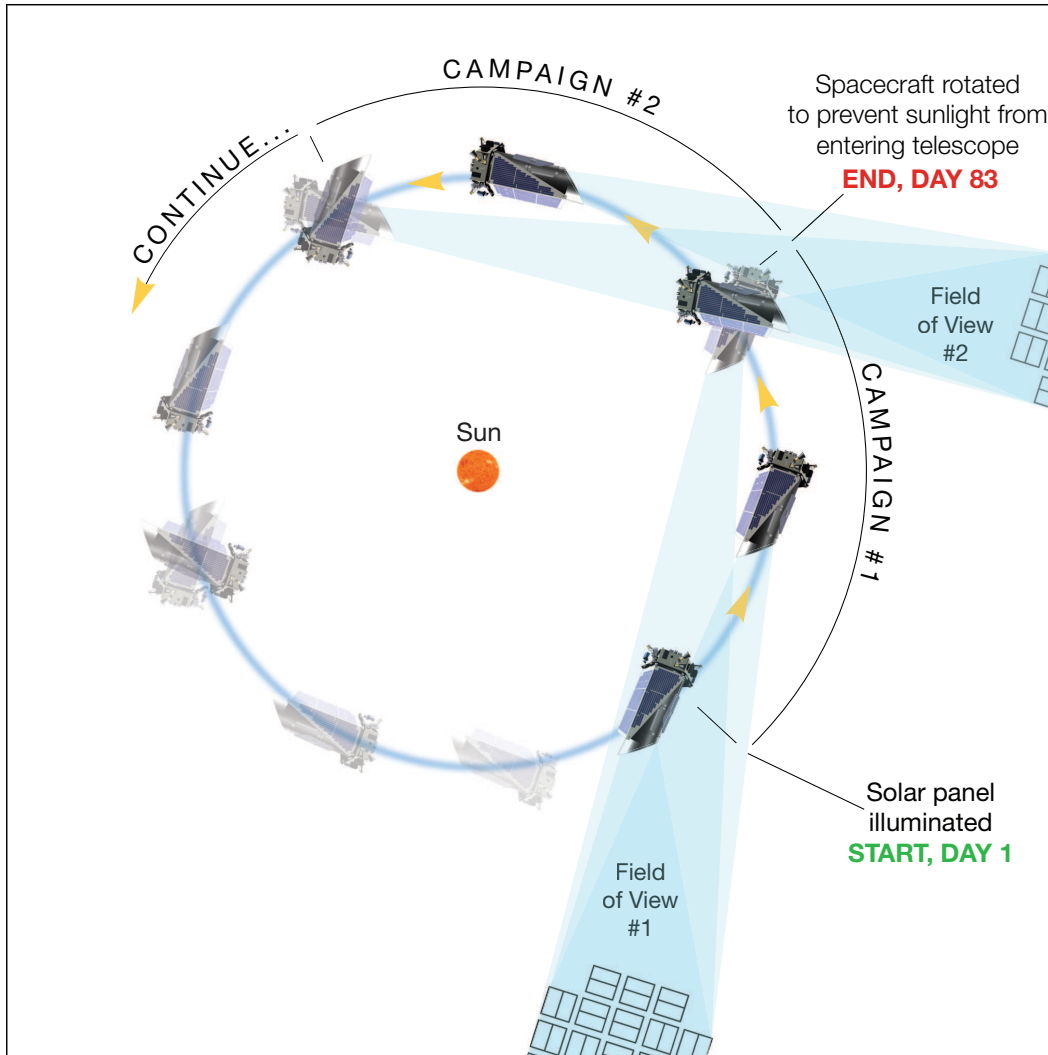 CAMPAIGN #2
CONTINUE...
Spacecraft rotated
to prevent sunlight from
entering telescope
END, DAY 83
Field
of View
#2
CAMPAIGN #1
Sun
Solar panel
illuminated
START, DAY 1
Field
of View
#1